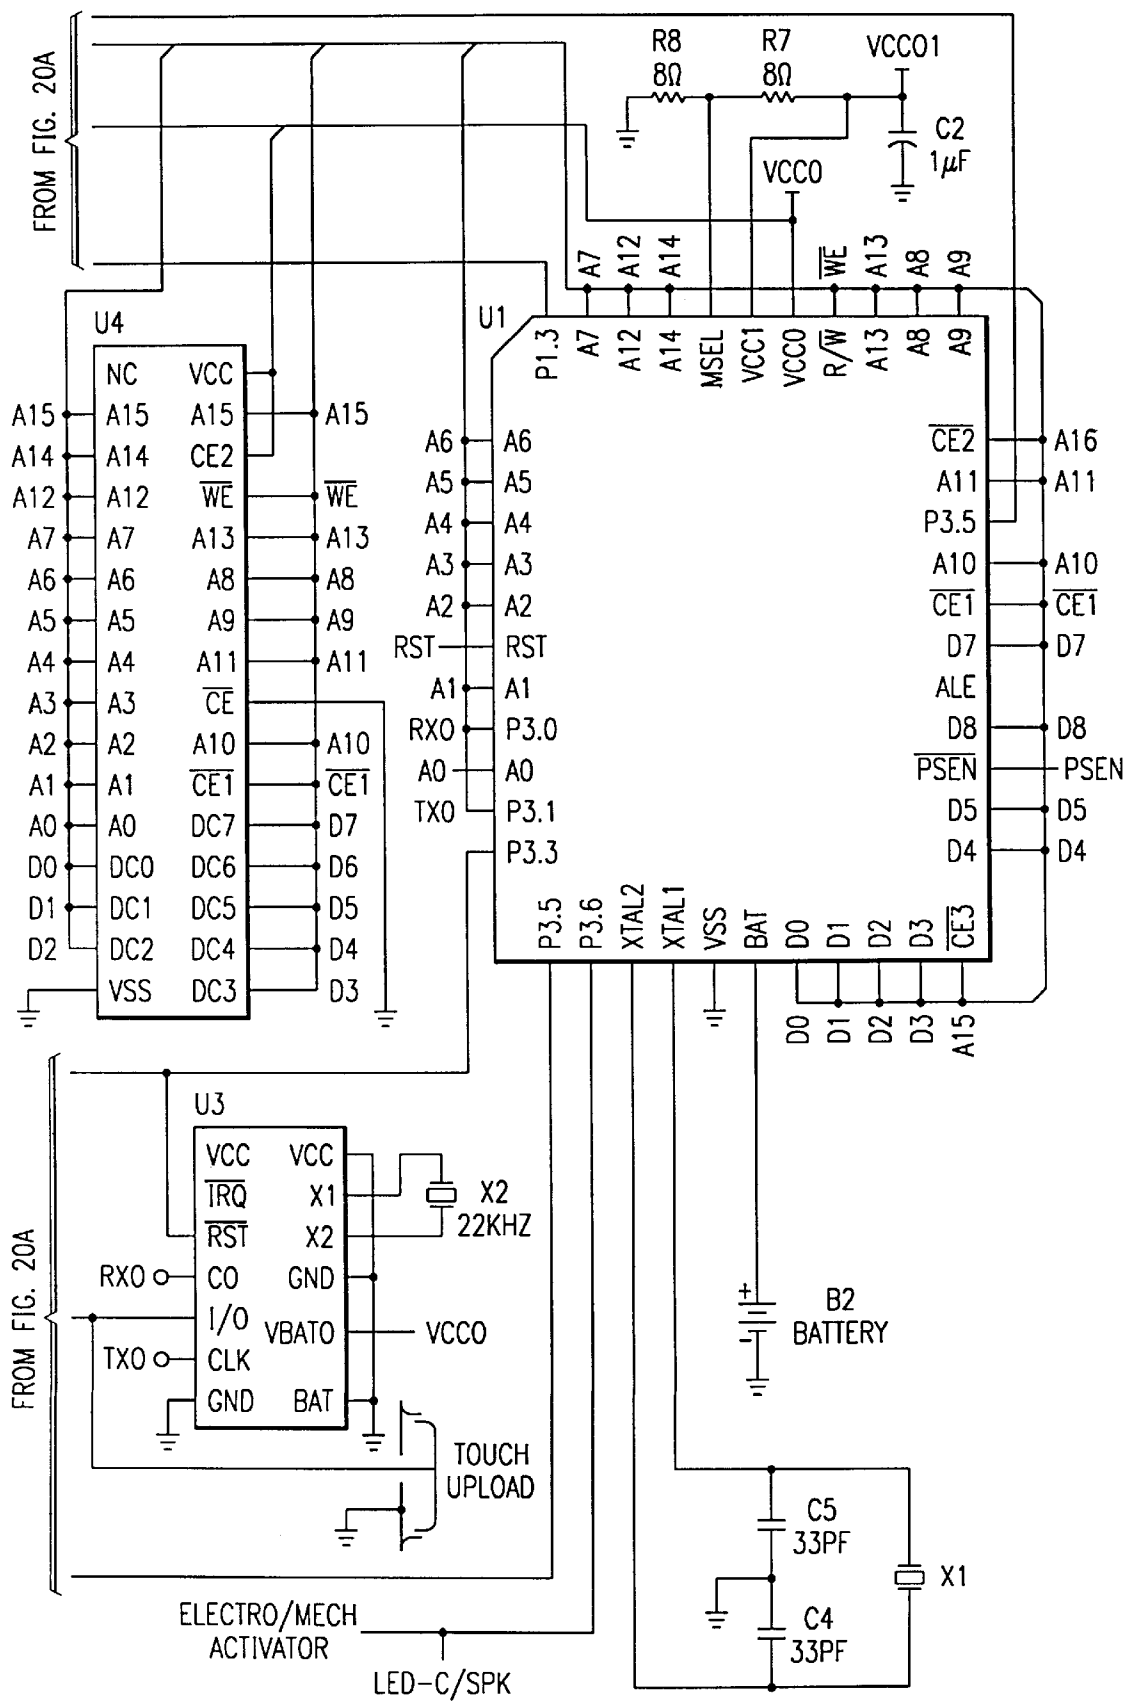 FROM FIG. 20A
R8
8Ω
R7
8Ω
VCC01
C2
1μF
VCC0
A7
A12
A14
WE
A13
A8
A9
U4
U1
P1.3
A7
A12
A14
MSEL
VCC1
VCC0
R/W
A13
A8
A9
NC VCC
A15 A15 A15 A15
A14 A14 CE2
A12 A12 WE WE
A7 A7 A13 A13
A6 A6 A8 A8
A5 A5 A9 A9
A4 A4 A11 A11
A3 A3 CE
A2 A2 A10 A10
A1 A1 CE1 CE1
A0 A0 DC7 D7
D0 DC0 DC6 D6
D1 DC1 DC5 D5
D2 DC2 DC4 D4
VSS DC3 D3
A6 A6
A5 A5
A4 A4
A3 A3
A2 A2
RST RST
A1 A1
RX0 P3.0
A0 A0
TX0 P3.1
P3.3
CE2 A16
A11 A11
P3.5
A10 A10
CE1 CE1
D7 D7
ALE
D8 D8
PSEN PSEN
D5 D5
D4 D4
P3.5
P3.6
XTAL2
XTAL1
VSS
BAT
D0
D1
D2
D3
CE3
D0
D1
D2
D3
A15
FROM FIG. 20A
U3
VCC VCC
IRQ X1
RST X2
RX0 CO GND
I/O VBATO VCC0
TX0 CLK
GND BAT
X2
22KHZ
TOUCH
UPLOAD
B2
BATTERY
C5
33PF
X1
C4
33PF
ELECTRO/MECH
ACTIVATOR
LED-C/SPK